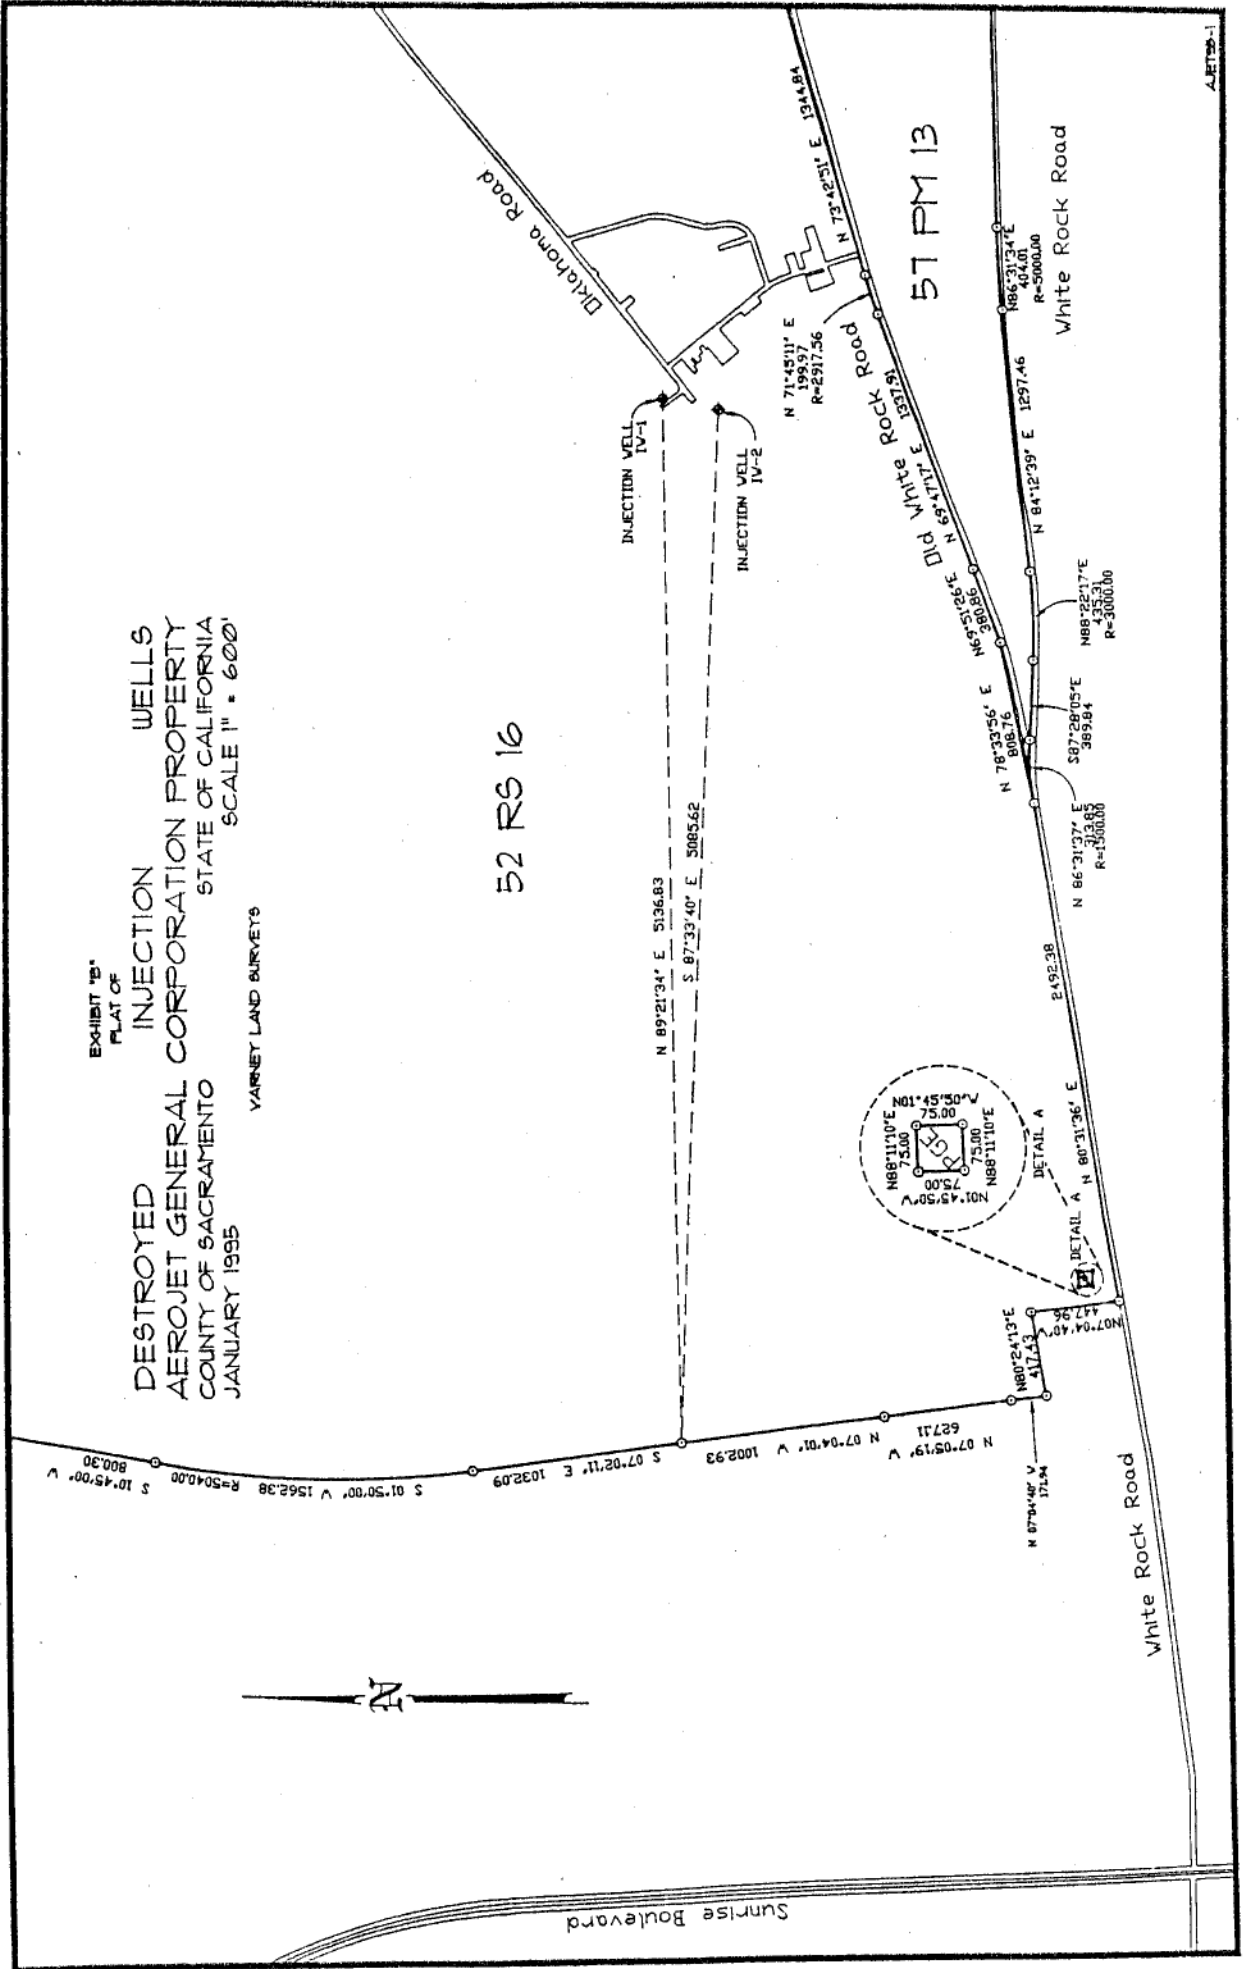 EXHIBIT "B"
PLAT OF
DESTROYED INJECTION WELLS
AEROJET GENERAL CORPORATION PROPERTY
COUNTY OF SACRAMENTO STATE OF CALIFORNIA
JANUARY 1995 SCALE 1" = 600'
VARNEY LAND SURVEYS
52 RS 16
57 PM 13
Oklahoma Road
INJECTION WELL
IV-1
INJECTION WELL
IV-2
N 89°21'34" E 5136.83
S 87°33'40" E 5085.62
S 10°45'00" W
800.30
R=5040.00
S 01°50'00" W 1562.38
S 07°02'11" E 1032.09
N 07°04'01" W 1002.93
N 07°05'19" W
627.11
N 07°04'40" W
171.94
N80°24'13"E
417.43
N07°04'40"W
447.96
DETAIL A
DETAIL A
N88°11'10"E
75.00
N01°45'50"W
75.00
PGE
75.00
N88°11'10"E
N01°45'50"W
75.00
N 80°31'36" E 2492.38
N 78°33'56" E
808.76
N69°51'26"E
380.86
N 69°47'17" E 1337.91
Old White Rock Road
N 71°45'11" E
199.97
R=2917.56
N 73°42'51" E 1344.84
N 86°31'37" E
313.85
R=1500.00
S87°28'05"E
389.84
N88°22'17"E
435.31
R=3000.00
N 84°12'39" E 1297.46
N86°31'34"E
404.01
R=5000.00
White Rock Road
White Rock Road
Sunrise Boulevard
N
AJET95-1